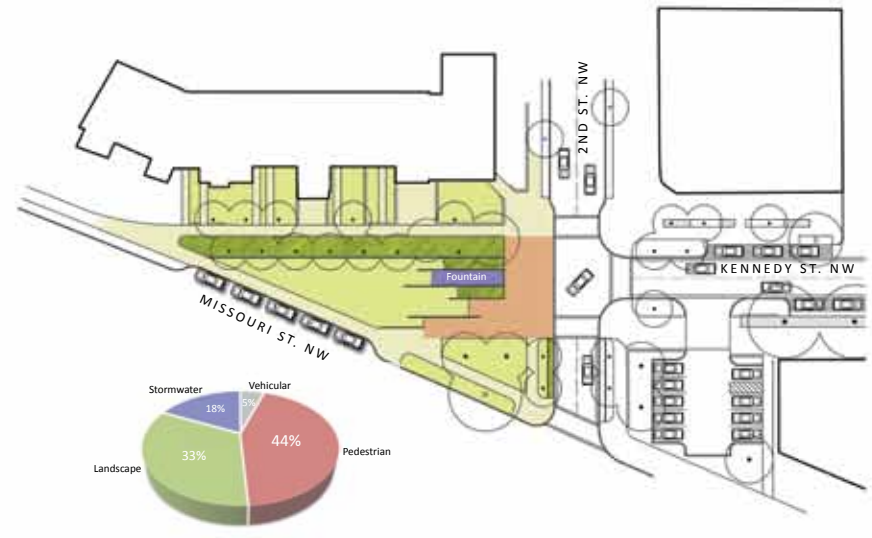 2ND ST. NW
KENNEDY ST. NW
Fountain
MISSOURI ST. NW
Stormwater
Vehicular
18%
5%
44%
33%
Pedestrian
Landscape